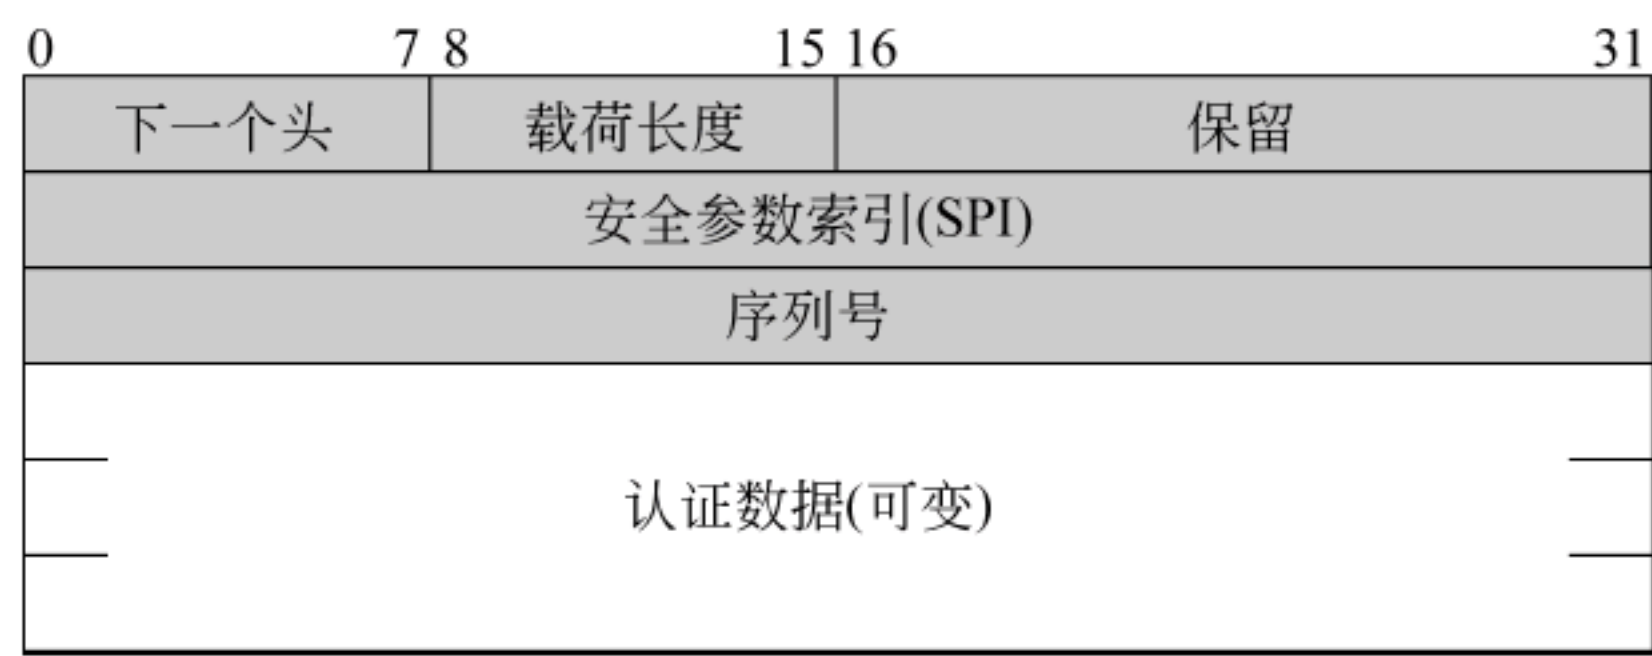 0 7 8 15 16 31
下一个头 载荷长度 保留
安全参数索引(SPI)
序列号
认证数据(可变)